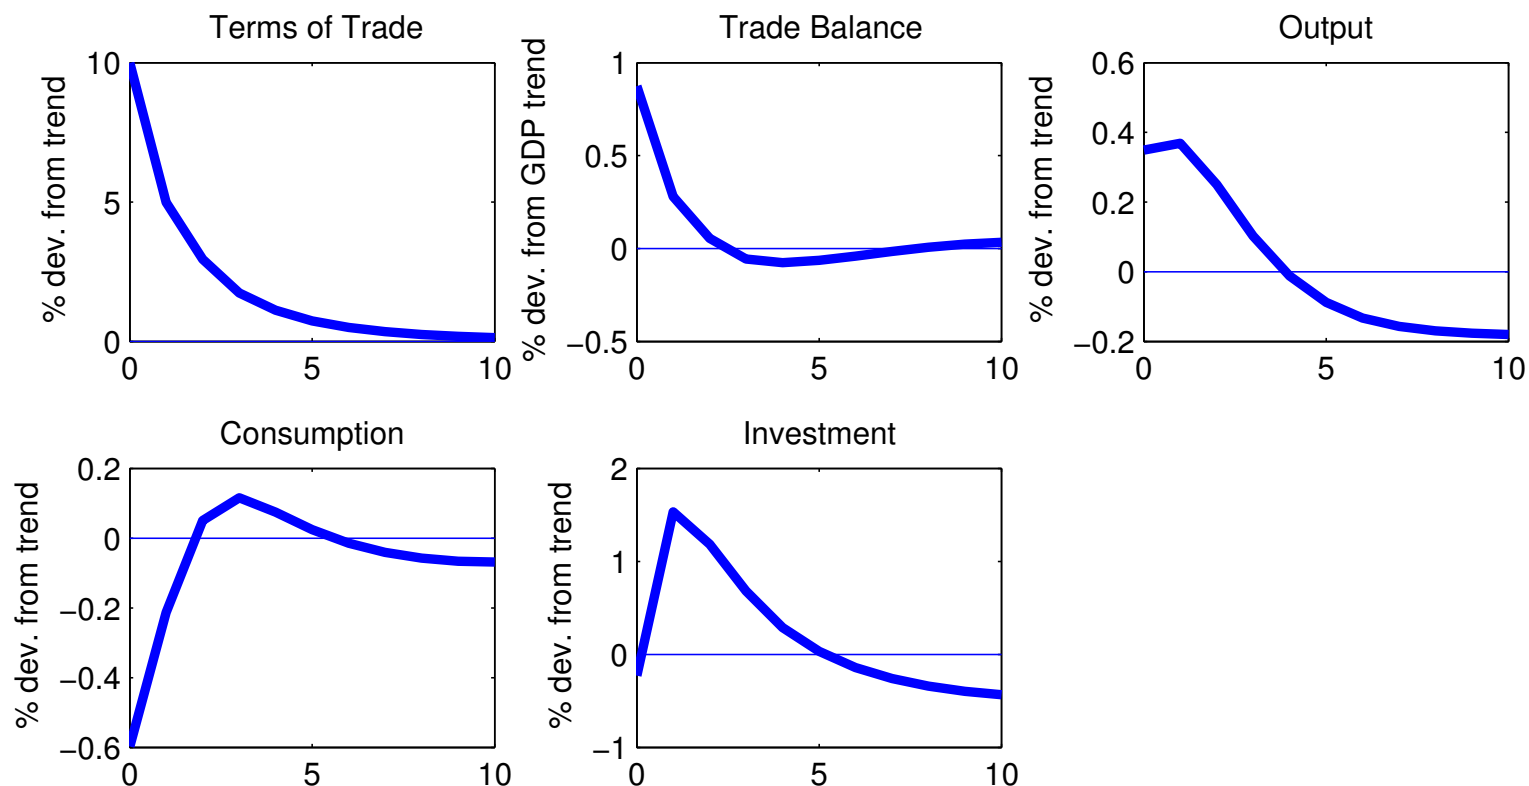 Terms of Trade
% dev. from trend
10
5
0
0 5 10
Trade Balance
% dev. from GDP trend
1
0.5
0
−0.5
0 5 10
Output
% dev. from trend
0.6
0.4
0.2
0
−0.2
0 5 10
Consumption
% dev. from trend
0.2
0
−0.2
−0.4
−0.6
0 5 10
Investment
% dev. from trend
2
1
0
−1
0 5 10